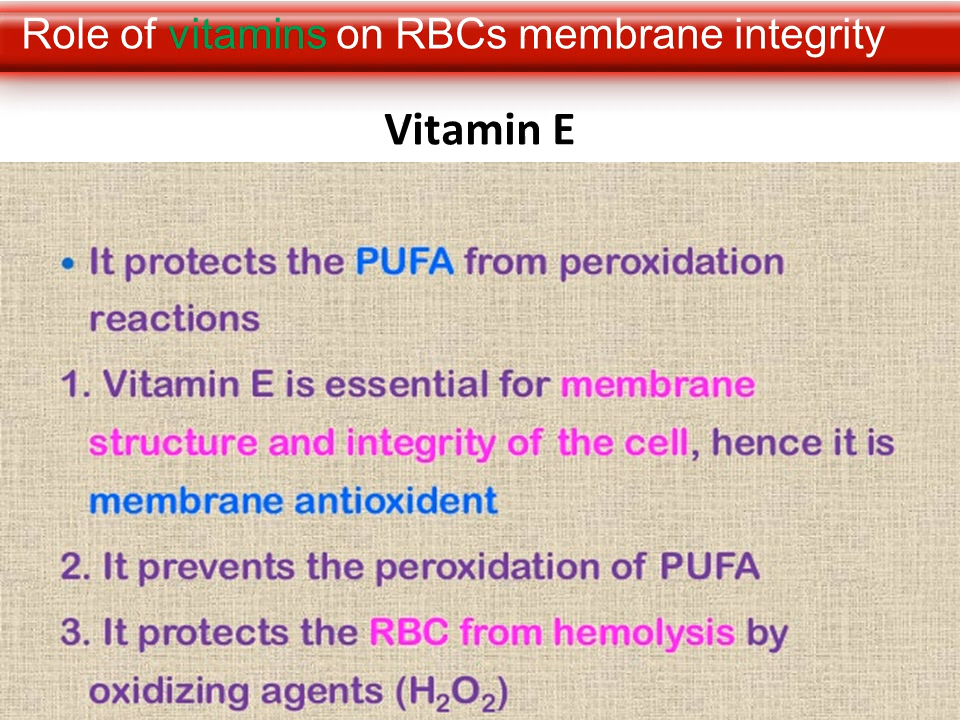 Role of vitamins on RBCs membrane integrity
Vitamin E
• It protects the PUFA from peroxidation
reactions
1. Vitamin E is essential for membrane
structure and integrity of the cell, hence it is
membrane antioxident
2. It prevents the peroxidation of PUFA
3. It protects the RBC from hemolysis by
oxidizing agents (H₂O₂)